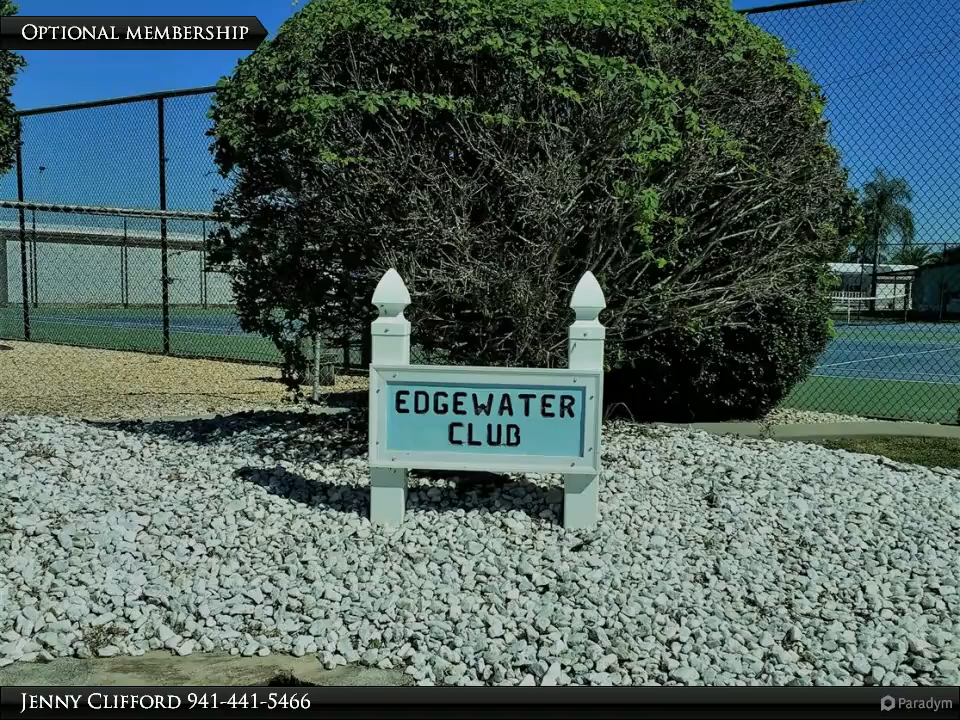 OPTIONAL MEMBERSHIP
EDGEWATER
CLUB
JENNY CLIFFORD 941-441-5466
Paradym